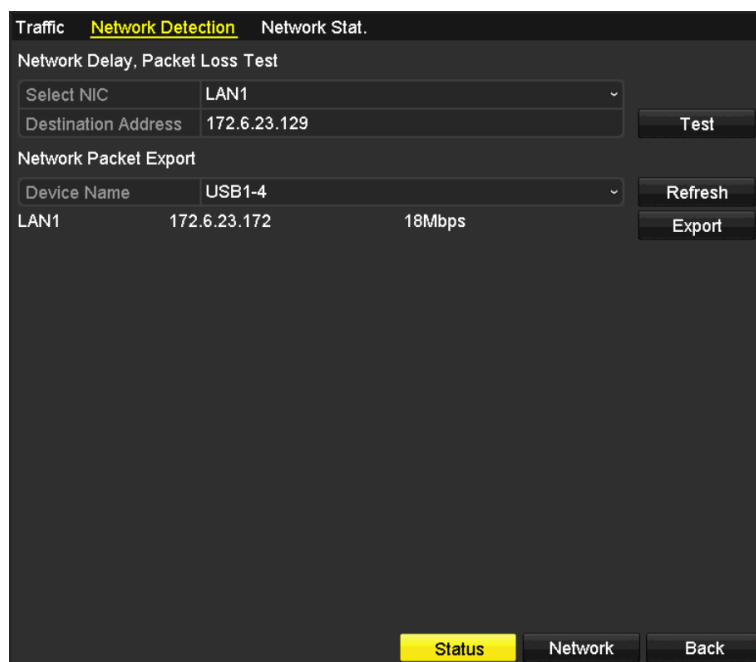 Traffic Network Detection Network Stat.
Network Delay, Packet Loss Test
Select NIC LAN1
Destination Address 172.6.23.129 Test
Network Packet Export
Device Name USB1-4 Refresh
LAN1 172.6.23.172 18Mbps Export
Status Network Back